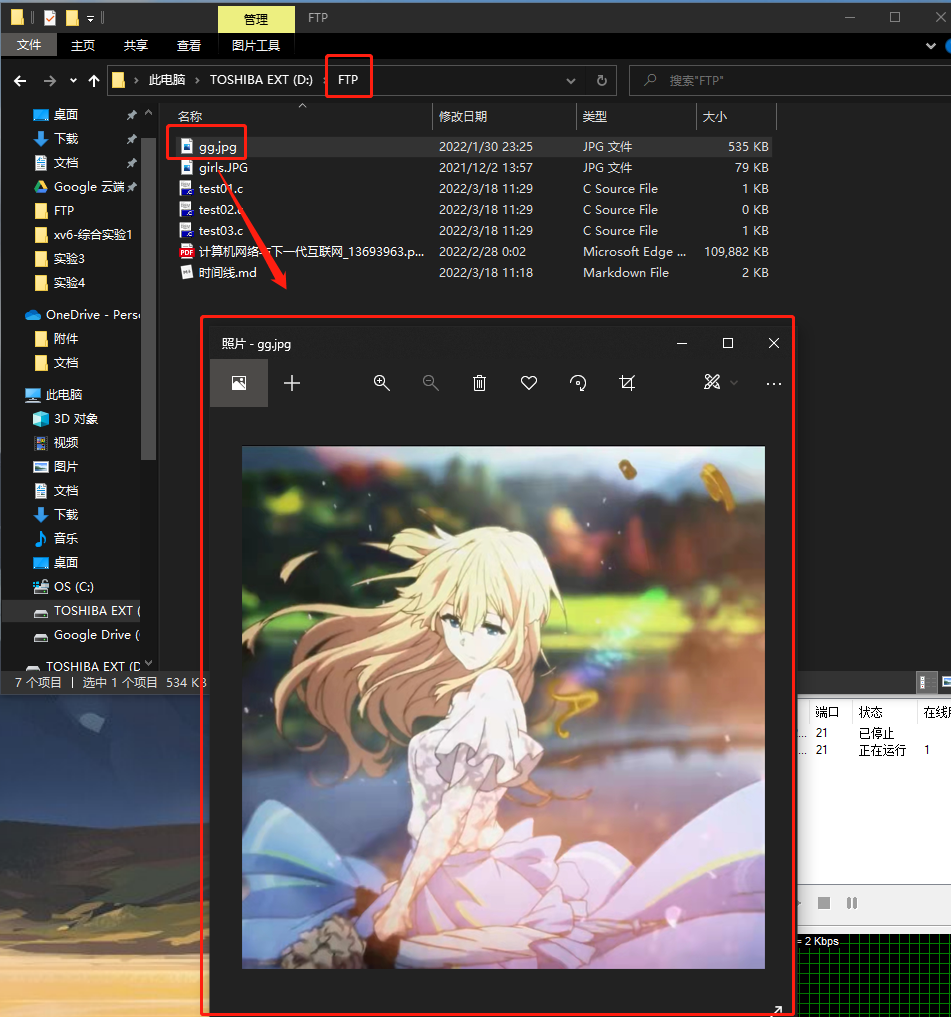 管理
FTP
文件
主页
共享
查看
图片工具
此电脑
TOSHIBA EXT (D:)
FTP
搜索"FTP"
名称
修改日期
类型
大小
gg.jpg
2022/1/30 23:25
JPG 文件
535 KB
girls.JPG
2021/12/2 13:57
JPG 文件
79 KB
test01.c
2022/3/18 11:29
C Source File
1 KB
test02.c
2022/3/18 11:29
C Source File
0 KB
test03.c
2022/3/18 11:29
C Source File
1 KB
PDF
计算机网络与下一代互联网_13693963.p...
2022/2/28 0:02
Microsoft Edge ...
109,882 KB
时间线.md
2022/3/18 11:18
Markdown File
2 KB
桌面
下载
文档
Google 云端
FTP
xv6-综合实验1
实验3
实验4
OneDrive - Pers
附件
文档
此电脑
3D 对象
视频
图片
文档
下载
音乐
桌面
OS (C:)
TOSHIBA EXT (
Google Drive (
TOSHIBA EXT (D
7 个项目
选中 1 个项目 534 KB
照片 - gg.jpg
端口
状态
在线
...
21
已停止
...
21
正在运行
1
= 2 Kbps